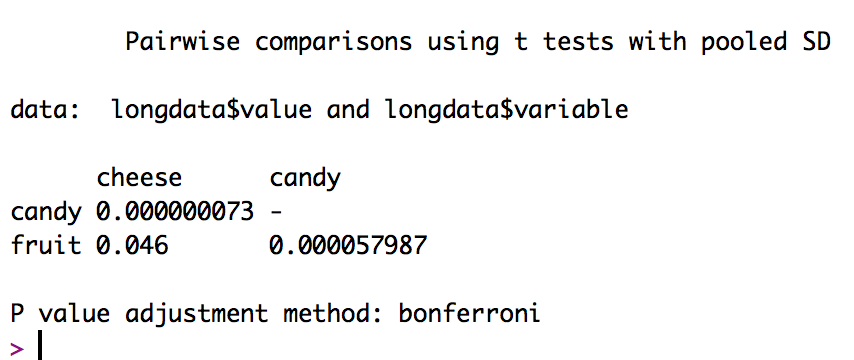 Pairwise comparisons using t tests with pooled SD
data:  longdata$value and longdata$variable
      cheese      candy
candy 0.000000073 -
fruit 0.046       0.000057987
P value adjustment method: bonferroni
>